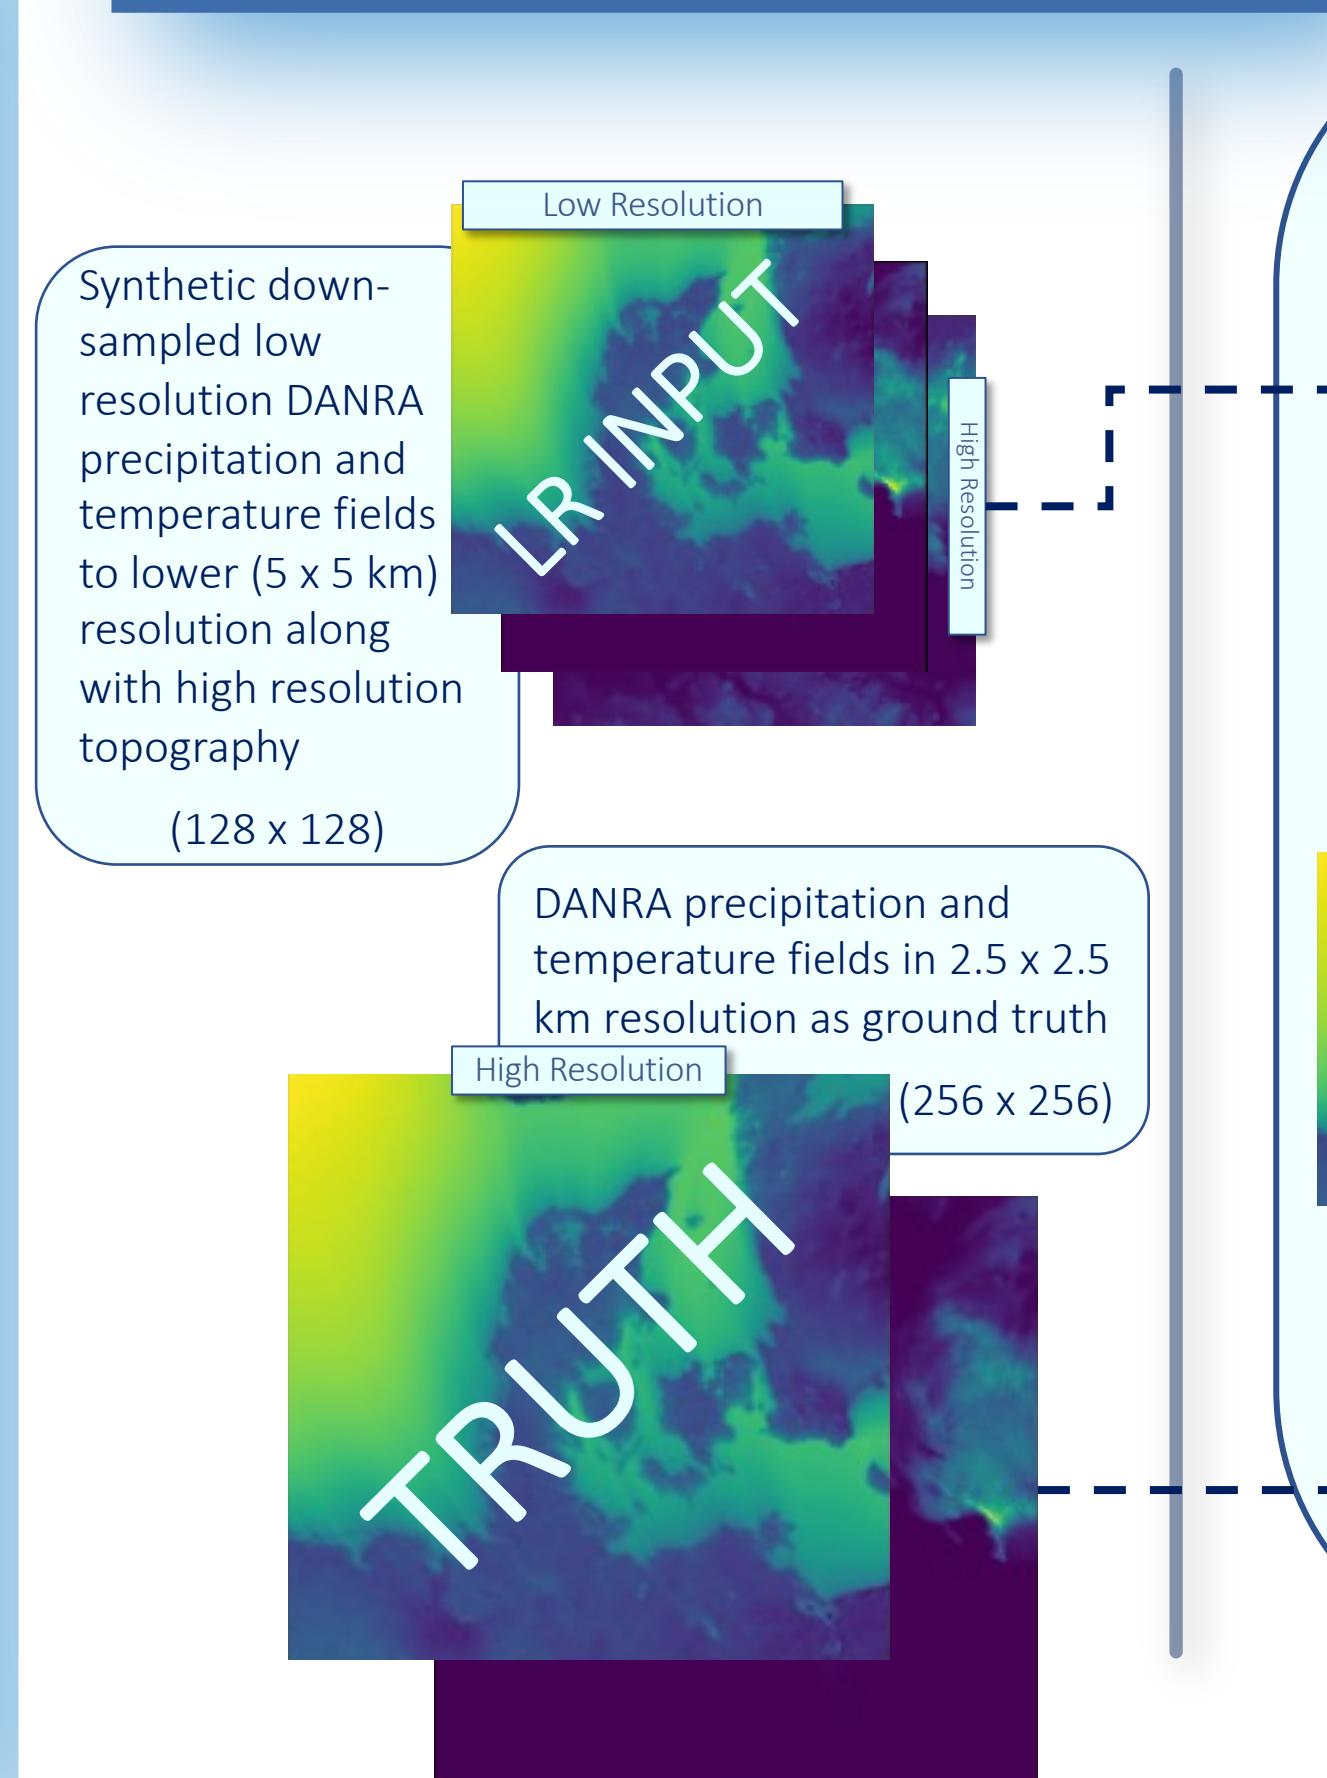 Low Resolution
Synthetic down-
sampled low
resolution DANRA
precipitation and
temperature fields
to lower (5 x 5 km)
resolution along
with high resolution
topography
(128 x 128)
LR INPUT
High Resolution
DANRA precipitation and
temperature fields in 2.5 x 2.5
km resolution as ground truth
(256 x 256)
High Resolution
TRUTH